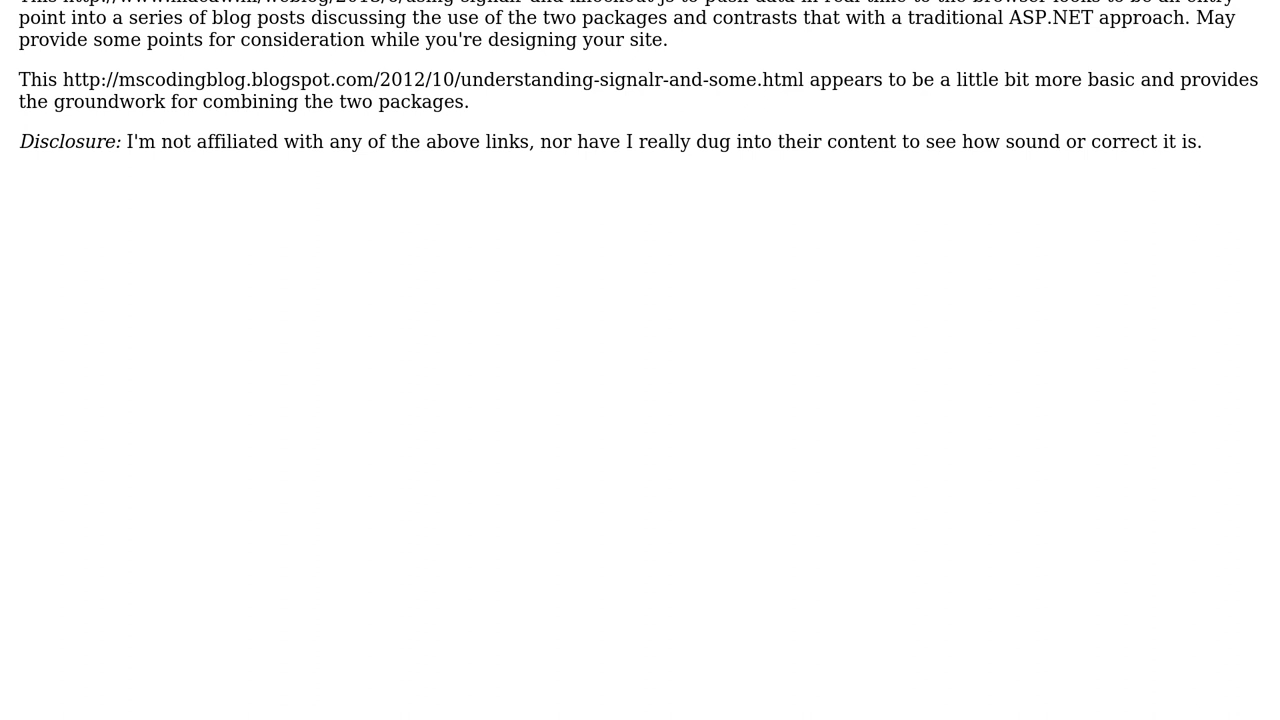 point into a series of blog posts discussing the use of the two packages and contrasts that with a traditional ASP.NET approach. May
provide some points for consideration while you're designing your site.
This http://mscodingblog.blogspot.com/2012/10/understanding-signalr-and-some.html appears to be a little bit more basic and provides
the groundwork for combining the two packages.
Disclosure: I'm not affiliated with any of the above links, nor have I really dug into their content to see how sound or correct it is.